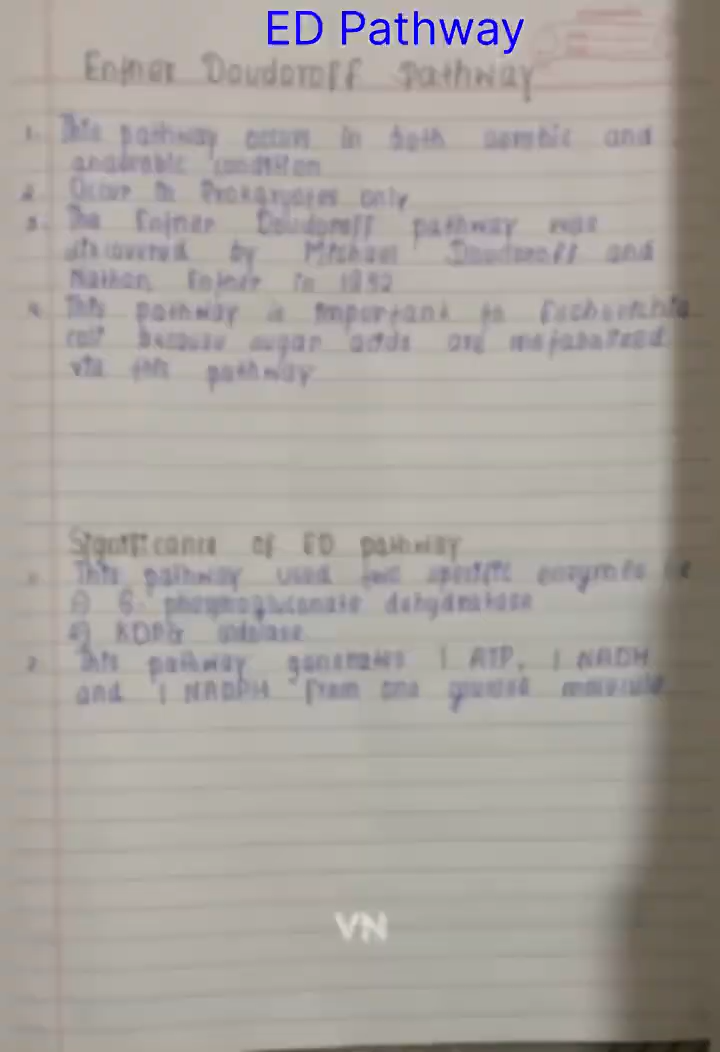 ED Pathway
Entner Doudoroff Pathway
1. This pathway occurs in both aerobic and
anaerobic condition
2. Occur in Prokaryotes only
3. The Entner Doudoroff pathway was
discovered by Michael Doudoroff and
Nathan Entner in 1952
4. This pathway is important to Escherichia
coli because sugar acids are metabolised
via this pathway
Significance of ED pathway
1. This pathway used two specific enzymes i.e
i) 6-phosphogluconate dehydratase
ii) aldolase
2. This pathway generates 1 ATP, 1 NADH
and 1 NADPH from one glucose molecule
VN